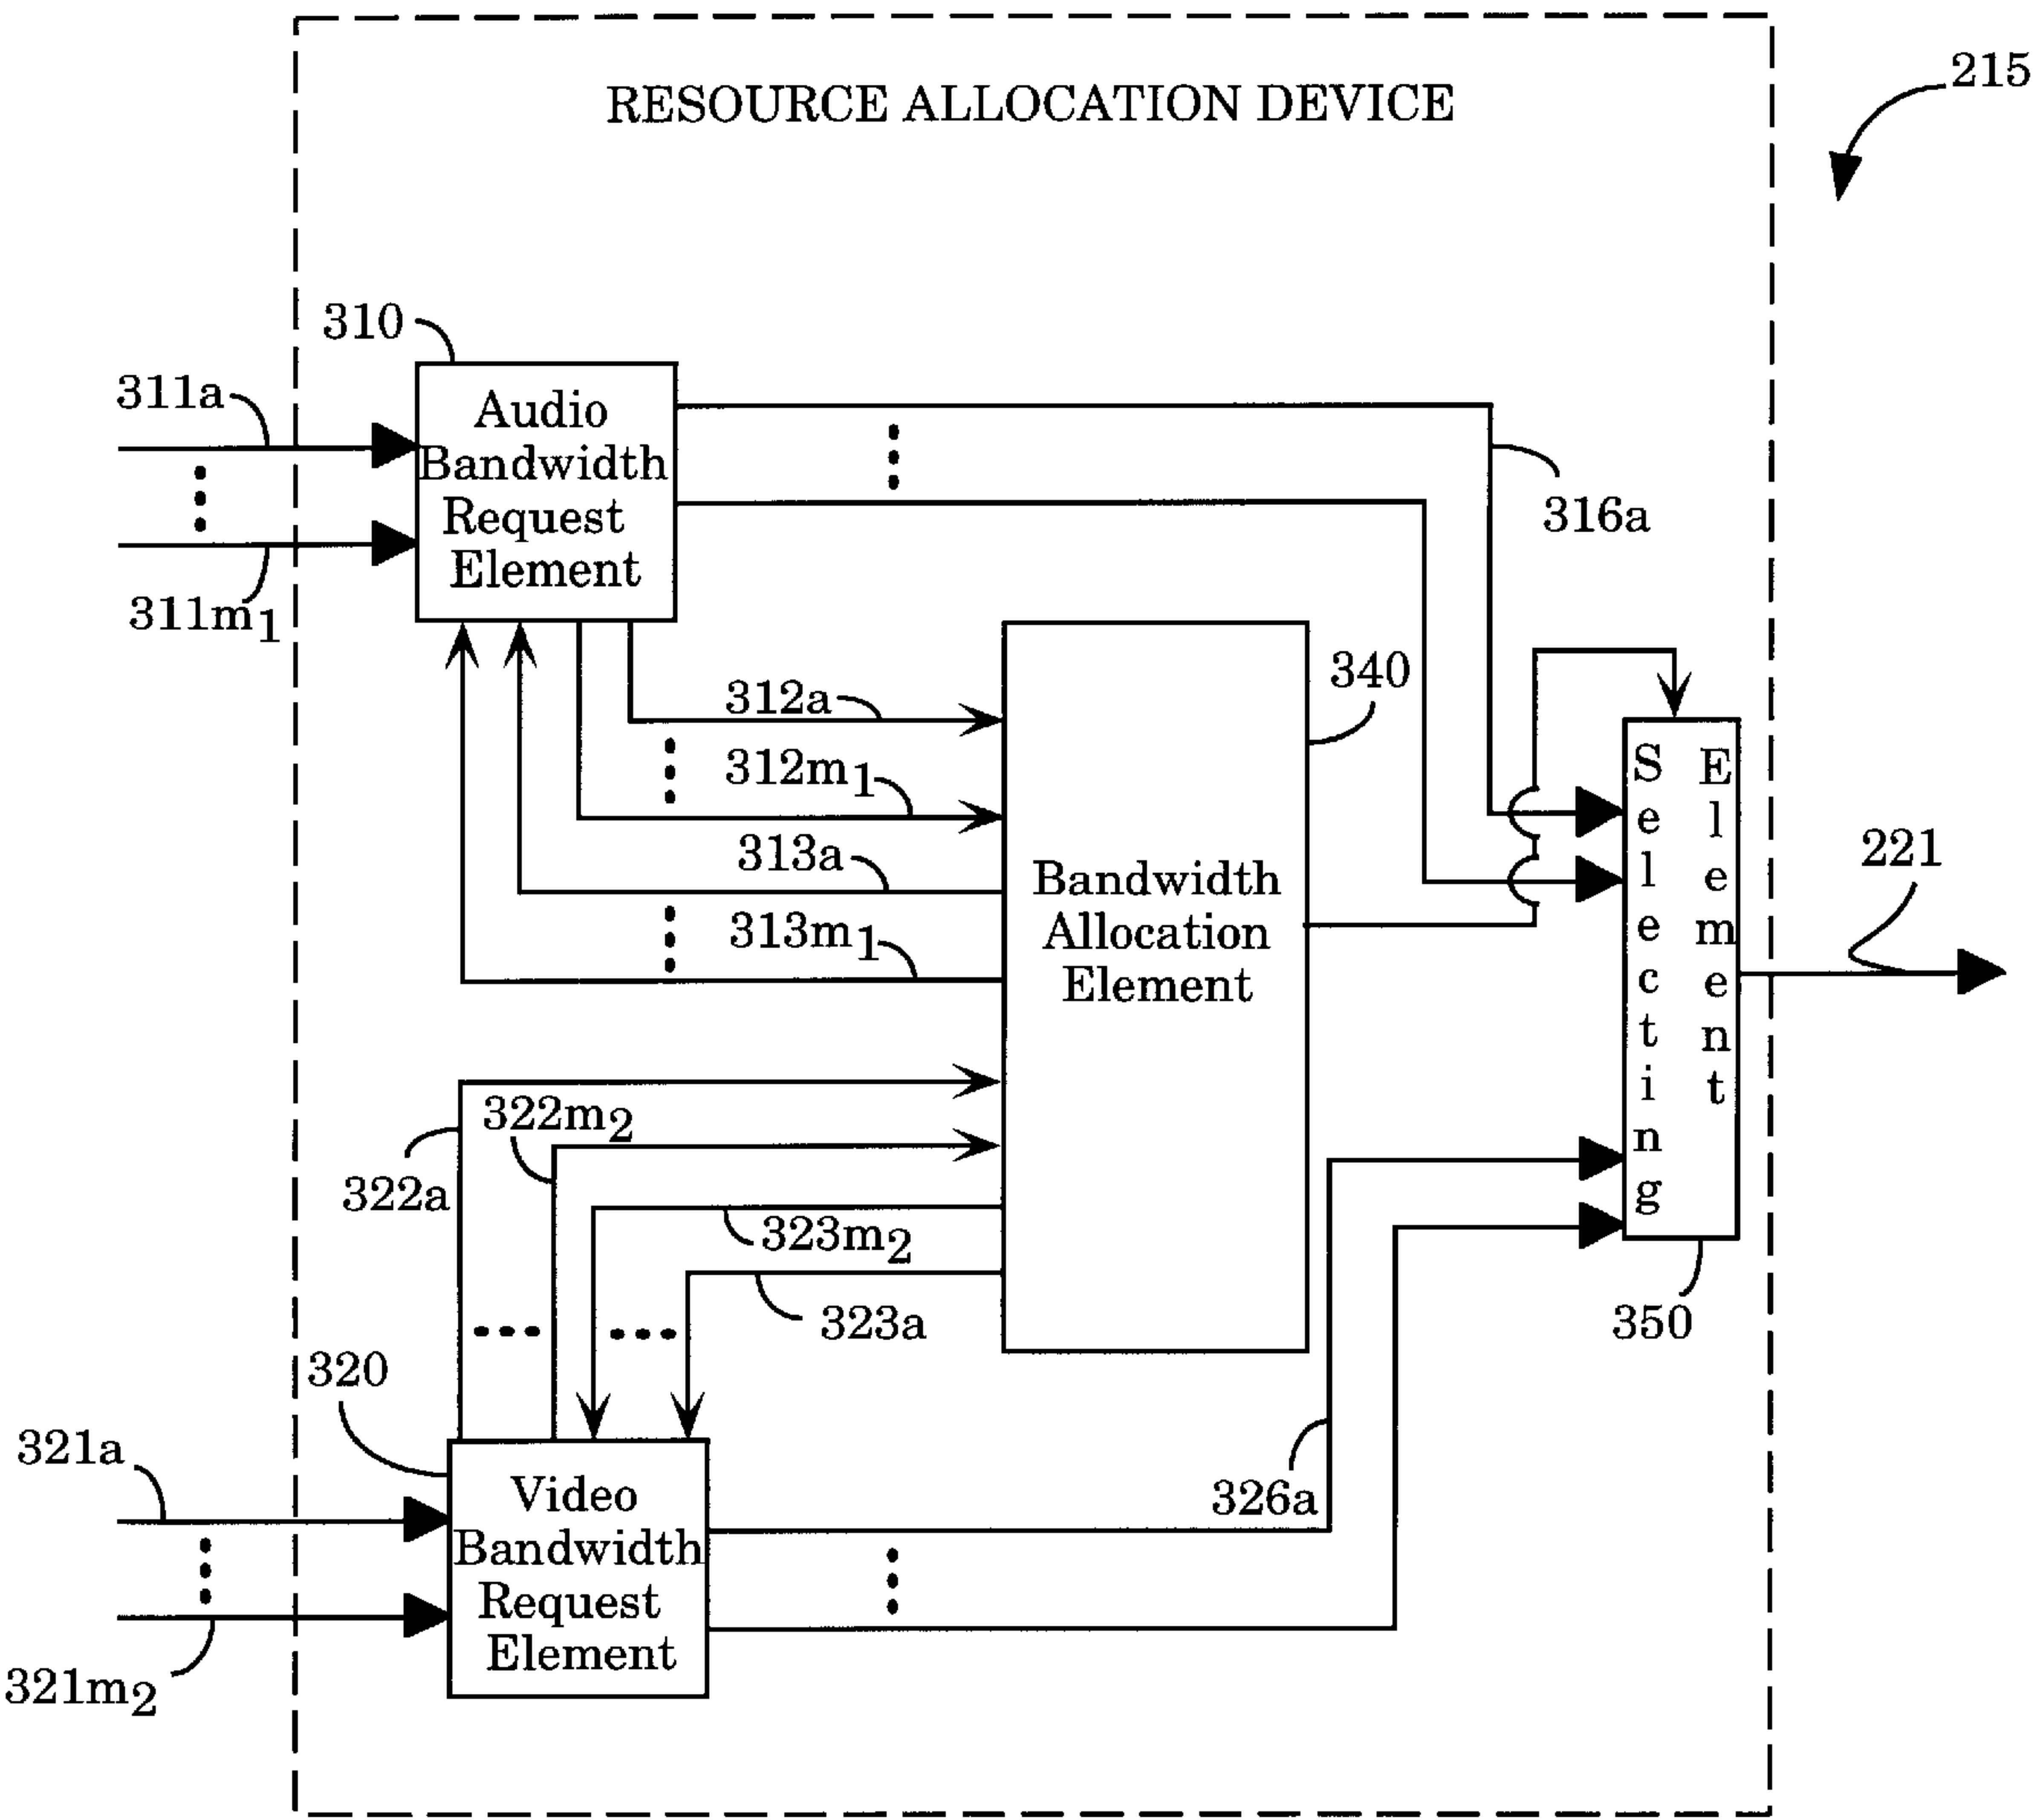 RESOURCE ALLOCATION DEVICE
215
310
311a
311m1
Audio
Bandwidth
Request
Element
316a
312a
312m1
313a
313m1
340
Bandwidth
Allocation
Element
Selecting
Element
221
350
322a
322m2
323m2
323a
320
321a
321m2
Video
Bandwidth
Request
Element
326a